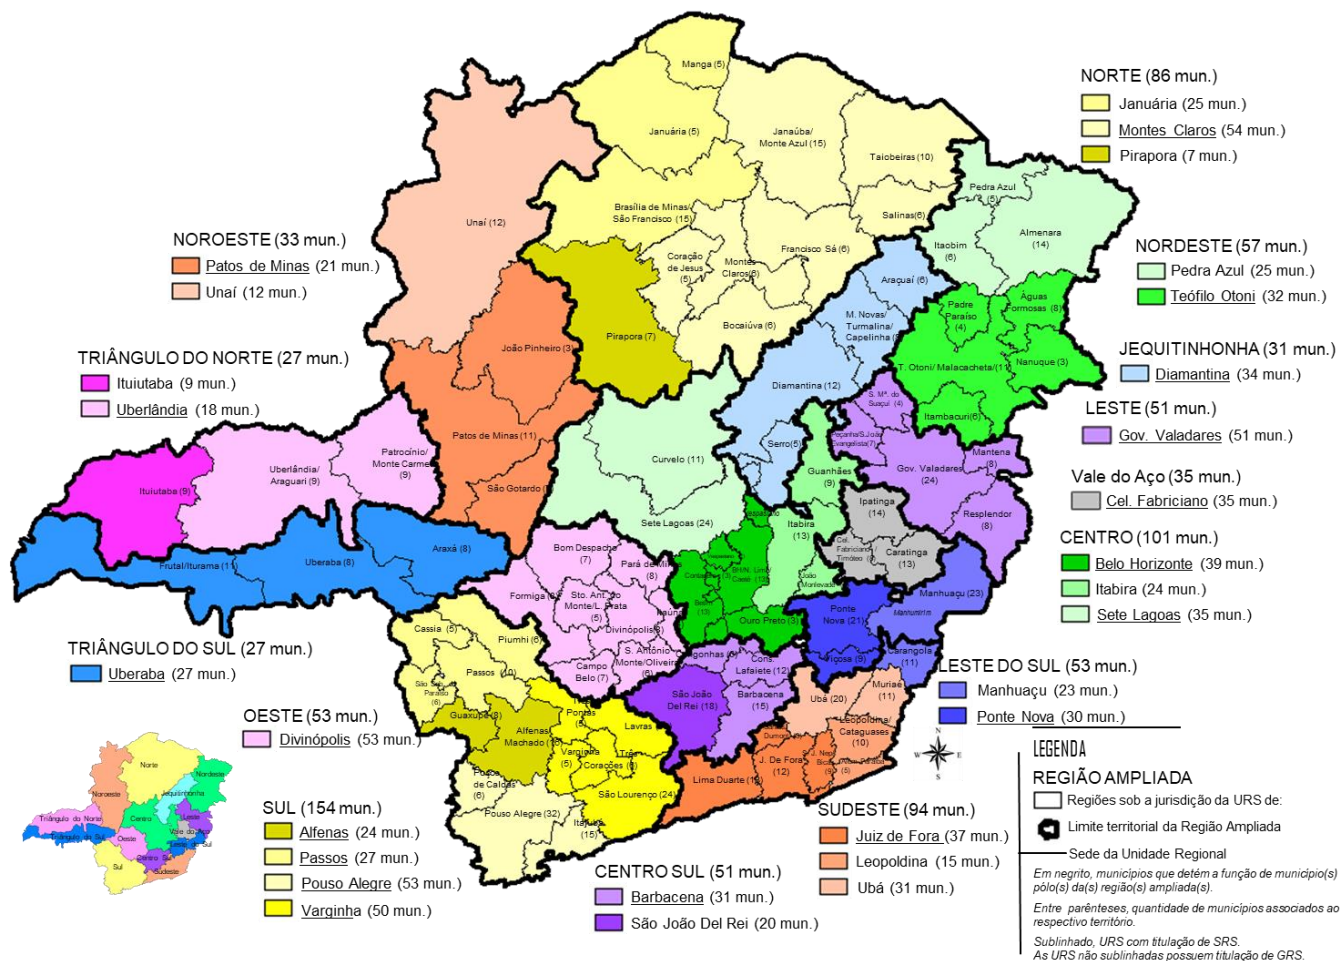 NORTE (86 mun.)
Januária (25 mun.)
Montes Claros (54 mun.)
Pirapora (7 mun.)
NORDESTE (57 mun.)
Pedra Azul (25 mun.)
Teófilo Otoni (32 mun.)
JEQUITINHONHA (31 mun.)
Diamantina (34 mun.)
LESTE (51 mun.)
Gov. Valadares (51 mun.)
Vale do Aço (35 mun.)
Cel. Fabriciano (35 mun.)
CENTRO (101 mun.)
Belo Horizonte (39 mun.)
Itabira (24 mun.)
Sete Lagoas (35 mun.)
LESTE DO SUL (53 mun.)
Manhuaçu (23 mun.)
Ponte Nova (30 mun.)
NOROESTE (33 mun.)
Patos de Minas (21 mun.)
Unaí (12 mun.)
TRIÂNGULO DO NORTE (27 mun.)
Ituiutaba (9 mun.)
Uberlândia (18 mun.)
TRIÂNGULO DO SUL (27 mun.)
Uberaba (27 mun.)
OESTE (53 mun.)
Divinópolis (53 mun.)
SUL (154 mun.)
Alfenas (24 mun.)
Passos (27 mun.)
Pouso Alegre (53 mun.)
Varginha (50 mun.)
CENTRO SUL (51 mun.)
Barbacena (31 mun.)
São João Del Rei (20 mun.)
SUDESTE (94 mun.)
Juiz de Fora (37 mun.)
Leopoldina (15 mun.)
Ubá (31 mun.)
Manga (5)
Januária (5)
Janaúba/
Monte Azul (15)
Taiobeiras (10)
Salinas(6)
Brasília de Minas/
São Francisco (15)
Coração
de Jesus
(5)
Montes
Francisco Sá (6)
Bocaiúva (6)
Pirapora (7)
Unaí (12)
João Pinheiro (3)
Patos de Minas(11)
São Gotardo
Pedra Azul
(5)
Almenara
(14)
Itaobim
(6)
Padre
Paraíso
(4)
Águas
Formosas (8)
Nanuque (3)
T. Otoni/ Malacacheta/(11)
Itambacuri(6)
Araçuaí (6)
M. Novas/
Turmalina/
Capelinha
Diamantina (12)
Serro(5)
S. Mª. do
Suaçuí (4)
Gov. Valadares
(24)
Mantena
(8)
Resplendor
(8)
Guanhães
(9)
Ipatinga
(14)
Caratinga
(13)
Itabira
(13)
João
Curvelo (11)
Sete Lagoas (24)
Ouro Preto (3)
Ponte
Nova (21)
Viçosa (9)
Manhuaçu (23)
Manhumirim
Carangola
(11)
Ituiutaba (9)
Uberlândia/
Araguari (9)
Patrocínio/
Monte Carme
(9)
Frutal/Iturama (11)
Uberaba (8)
Araxá (8)
Bom Despacho
(7)
Pará de Minas
(8)
Formiga
Sto. Ant. do
Monte/L. Prata
(5)
Divinópolis
S. Antônio
Monte/Oliveira
Campo
Belo (7)
Cassia (5)
Piumhi (6)
Passos (10)
Guaxupé (8)
Alfenas/
Machado
Lavras
Varginha
(5)
Três
Corações
São Lourenço (24)
(6)
Pouso Alegre (32)
(15)
Cons.
Lafaiete (12)
Barbacena
(15)
São João
Del Rei (18)
Lima Duarte
J. De Fora
(12)
Ubá (20)
Muriaé
(11)
Leopoldina/
Cataguases
(10)
N
W
E
S
LEGENDA
REGIÃO AMPLIADA
Regiões sob a jurisdição da URS de:
Limite territorial da Região Ampliada
Sede da Unidade Regional
Em negrito, municípios que detém a função de município(s)
pólo(s) da(s) região(s) ampliada(s).
Entre parênteses, quantidade de municípios associados ao
respectivo território.
Sublinhado, URS com titulação de SRS.
As URS não sublinhadas possuem titulação de GRS.
Norte
Nordeste
Noroeste
Jequitinhonha
Triângulo do Norte
Centro
Leste
Vale do Aço
Oeste
Sul
Centro Sul
Sudeste